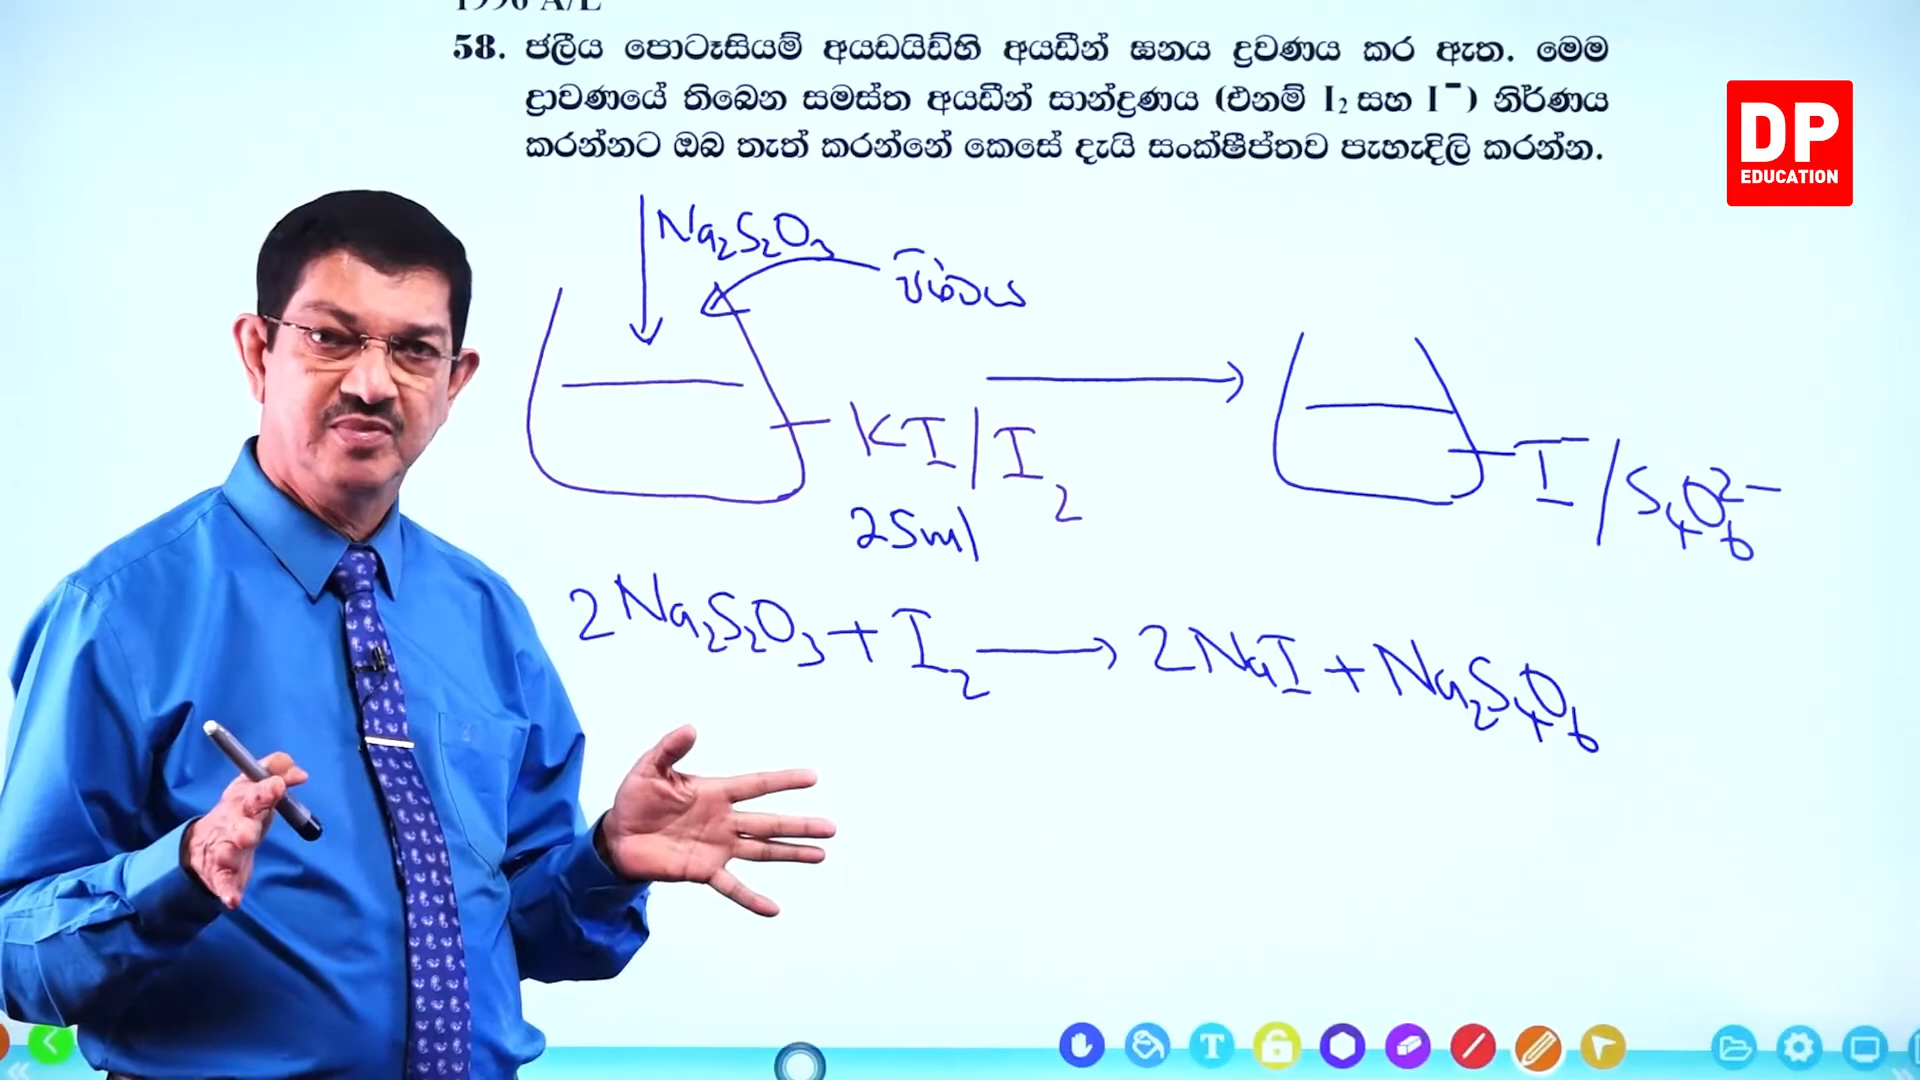 1996 A/L
58. ජලීය පොටෑසියම් අයඩයිඩ්හි අයඩීන් ඝනය ද්‍රවණය කර ඇත. මෙම
ද්‍රාවණයේ තිබෙන සමස්ත අයඩීන් සාන්ද්‍රණය (එනම් I₂ සහ I⁻) නිර්ණය
කරන්නට ඔබ තැත් කරන්නේ කෙසේ දැයි සංක්ෂිප්තව පැහැදිලි කරන්න.
DP
EDUCATION
Na₂S₂O₃
පිෂ්ටය
KI / I₂
25ml
I⁻ / S₄O₆²⁻
2Na₂S₂O₃ + I₂ → 2NaI + Na₂S₄O₆
T